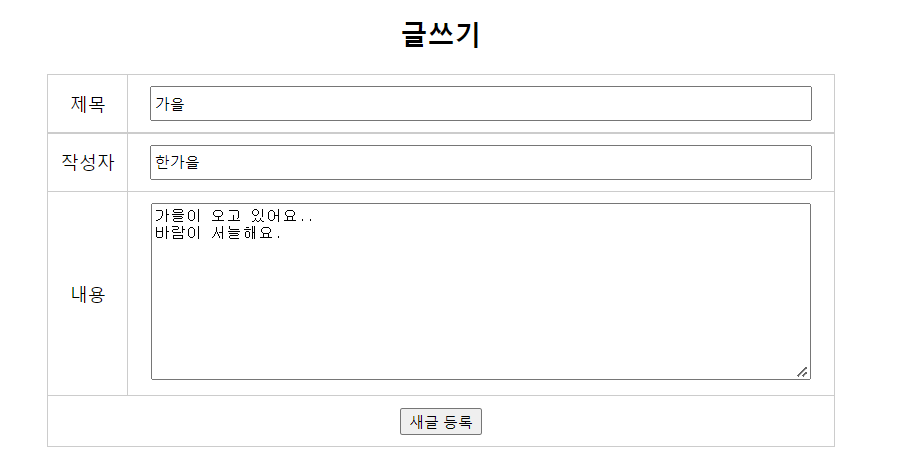 글쓰기
제목
가을
작성자
한가을
내용
가을이 오고 있어요..
바람이 서늘해요.
새글 등록